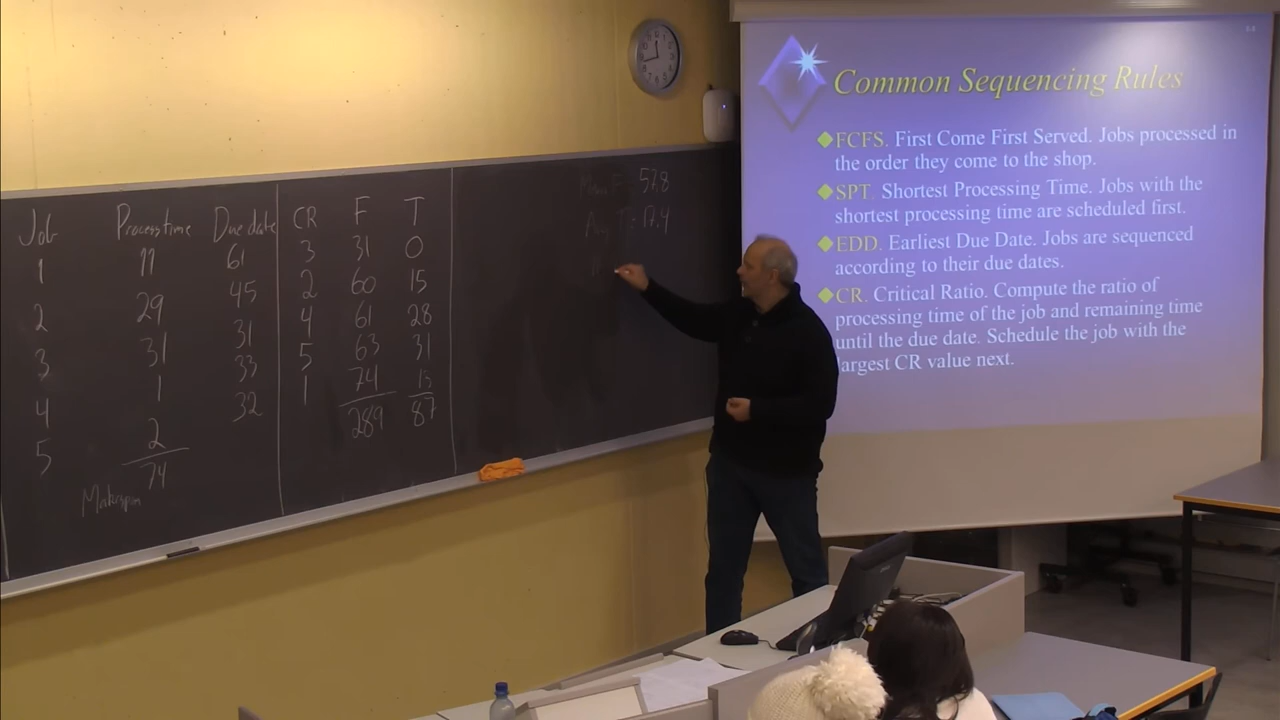 Job Process time Due date CR F T
1 11 61 3 31 0
2 29 45 2 60 15
3 31 31 4 61 28
4 1 33 5 63 31
5 2 32 1 74 13
74 289 87
Makespan
Mean F = 57.8
Avg T = 17.4
Common Sequencing Rules
FCFS. First Come First Served. Jobs processed in
the order they come to the shop.
SPT. Shortest Processing Time. Jobs with the
shortest processing time are scheduled first.
EDD. Earliest Due Date. Jobs are sequenced
according to their due dates.
CR. Critical Ratio. Compute the ratio of
processing time of the job and remaining time
until the due date. Schedule the job with the
largest CR value next.